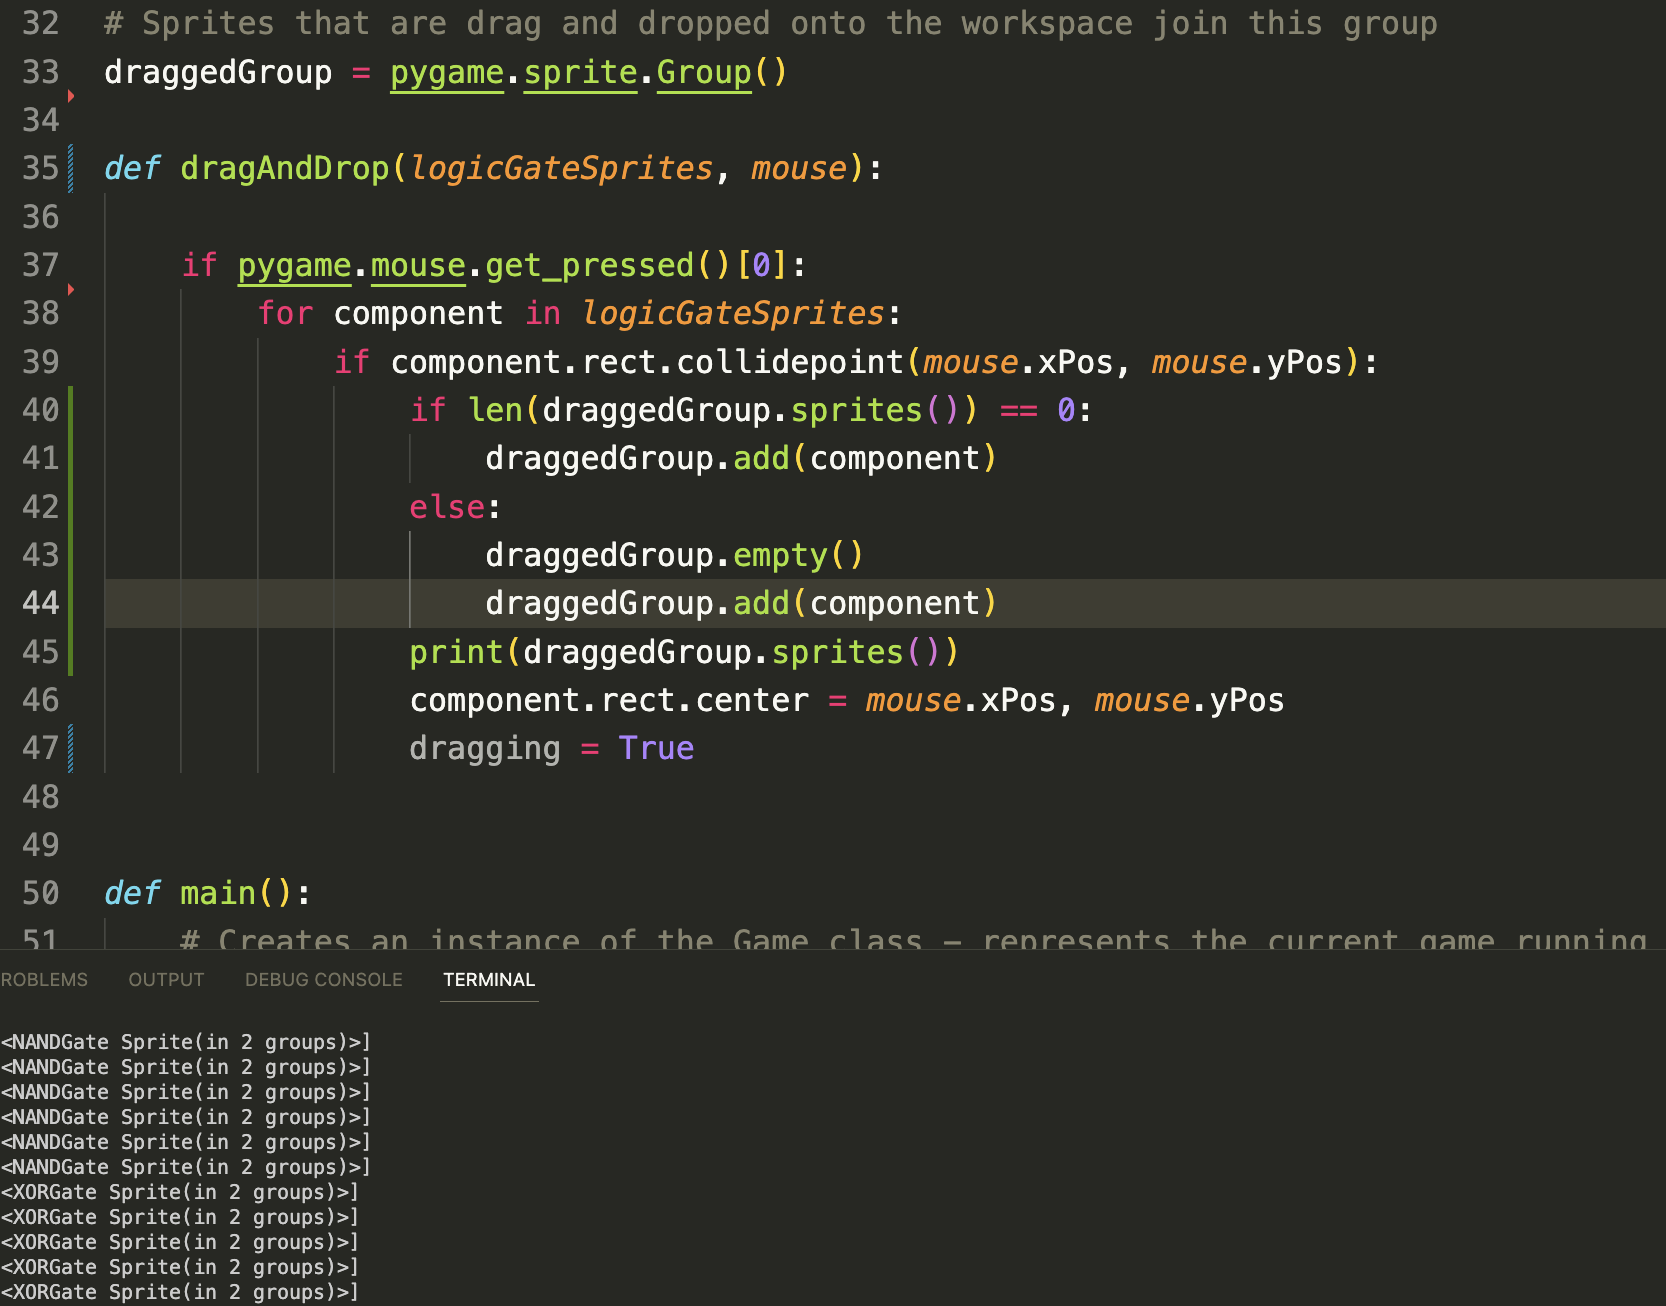 32 # Sprites that are drag and dropped onto the workspace join this group
33 draggedGroup = pygame.sprite.Group()
34
35 def dragAndDrop(logicGateSprites, mouse):
36
37 if pygame.mouse.get_pressed()[0]:
38 for component in logicGateSprites:
39 if component.rect.collidepoint(mouse.xPos, mouse.yPos):
40 if len(draggedGroup.sprites()) == 0:
41 draggedGroup.add(component)
42 else:
43 draggedGroup.empty()
44 draggedGroup.add(component)
45 print(draggedGroup.sprites())
46 component.rect.center = mouse.xPos, mouse.yPos
47 dragging = True
48
49
50 def main():
51 # Creates an instance of the Game class – represents the current game running
ROBLEMS OUTPUT DEBUG CONSOLE TERMINAL
<NANDGate Sprite(in 2 groups)>]
<NANDGate Sprite(in 2 groups)>]
<NANDGate Sprite(in 2 groups)>]
<NANDGate Sprite(in 2 groups)>]
<NANDGate Sprite(in 2 groups)>]
<NANDGate Sprite(in 2 groups)>]
<XORGate Sprite(in 2 groups)>]
<XORGate Sprite(in 2 groups)>]
<XORGate Sprite(in 2 groups)>]
<XORGate Sprite(in 2 groups)>]
<XORGate Sprite(in 2 groups)>]